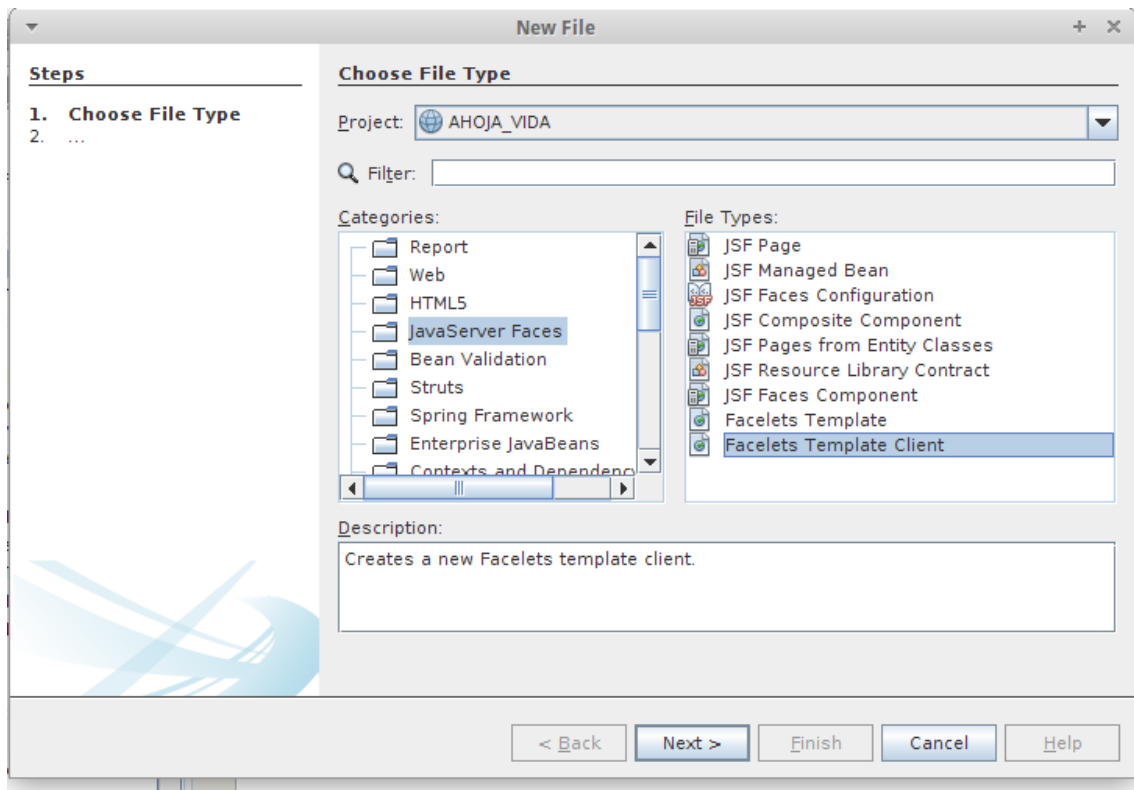 New File
Steps
1. Choose File Type
2. ...
Choose File Type
Project: AHOJA_VIDA
Filter:
Categories:
Report
Web
HTML5
JavaServer Faces
Bean Validation
Struts
Spring Framework
Enterprise JavaBeans
Contexts and Dependency
File Types:
JSF Page
JSF Managed Bean
JSF Faces Configuration
JSF Composite Component
JSF Pages from Entity Classes
JSF Resource Library Contract
JSF Faces Component
Facelets Template
Facelets Template Client
Description:
Creates a new Facelets template client.
< Back
Next >
Finish
Cancel
Help